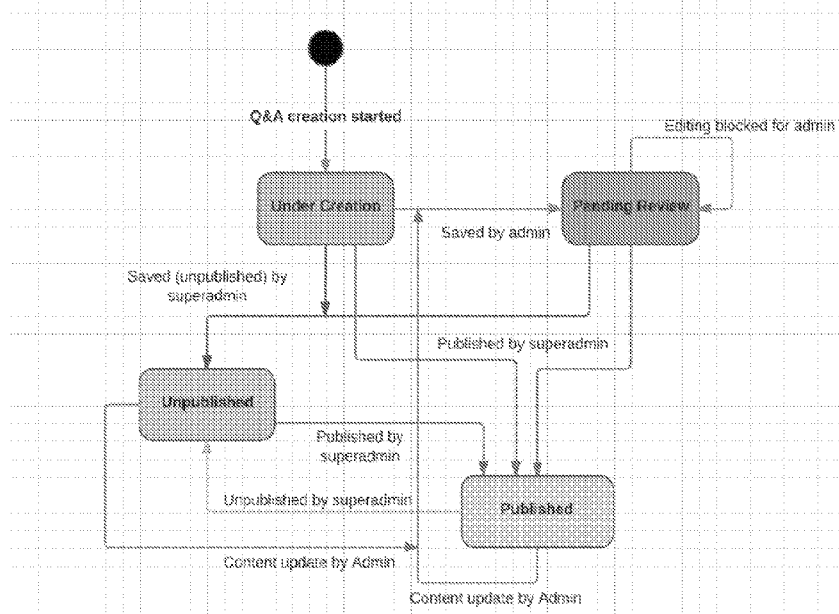 Q&A creation started
Editing blocked for admin
Under Creation
Pending Review
Saved by admin
Saved (unpublished) by
superadmin
Published by superadmin
Unpublished
Published by
superadmin
Unpublished by superadmin
Published
Content update by Admin
Content update by Admin